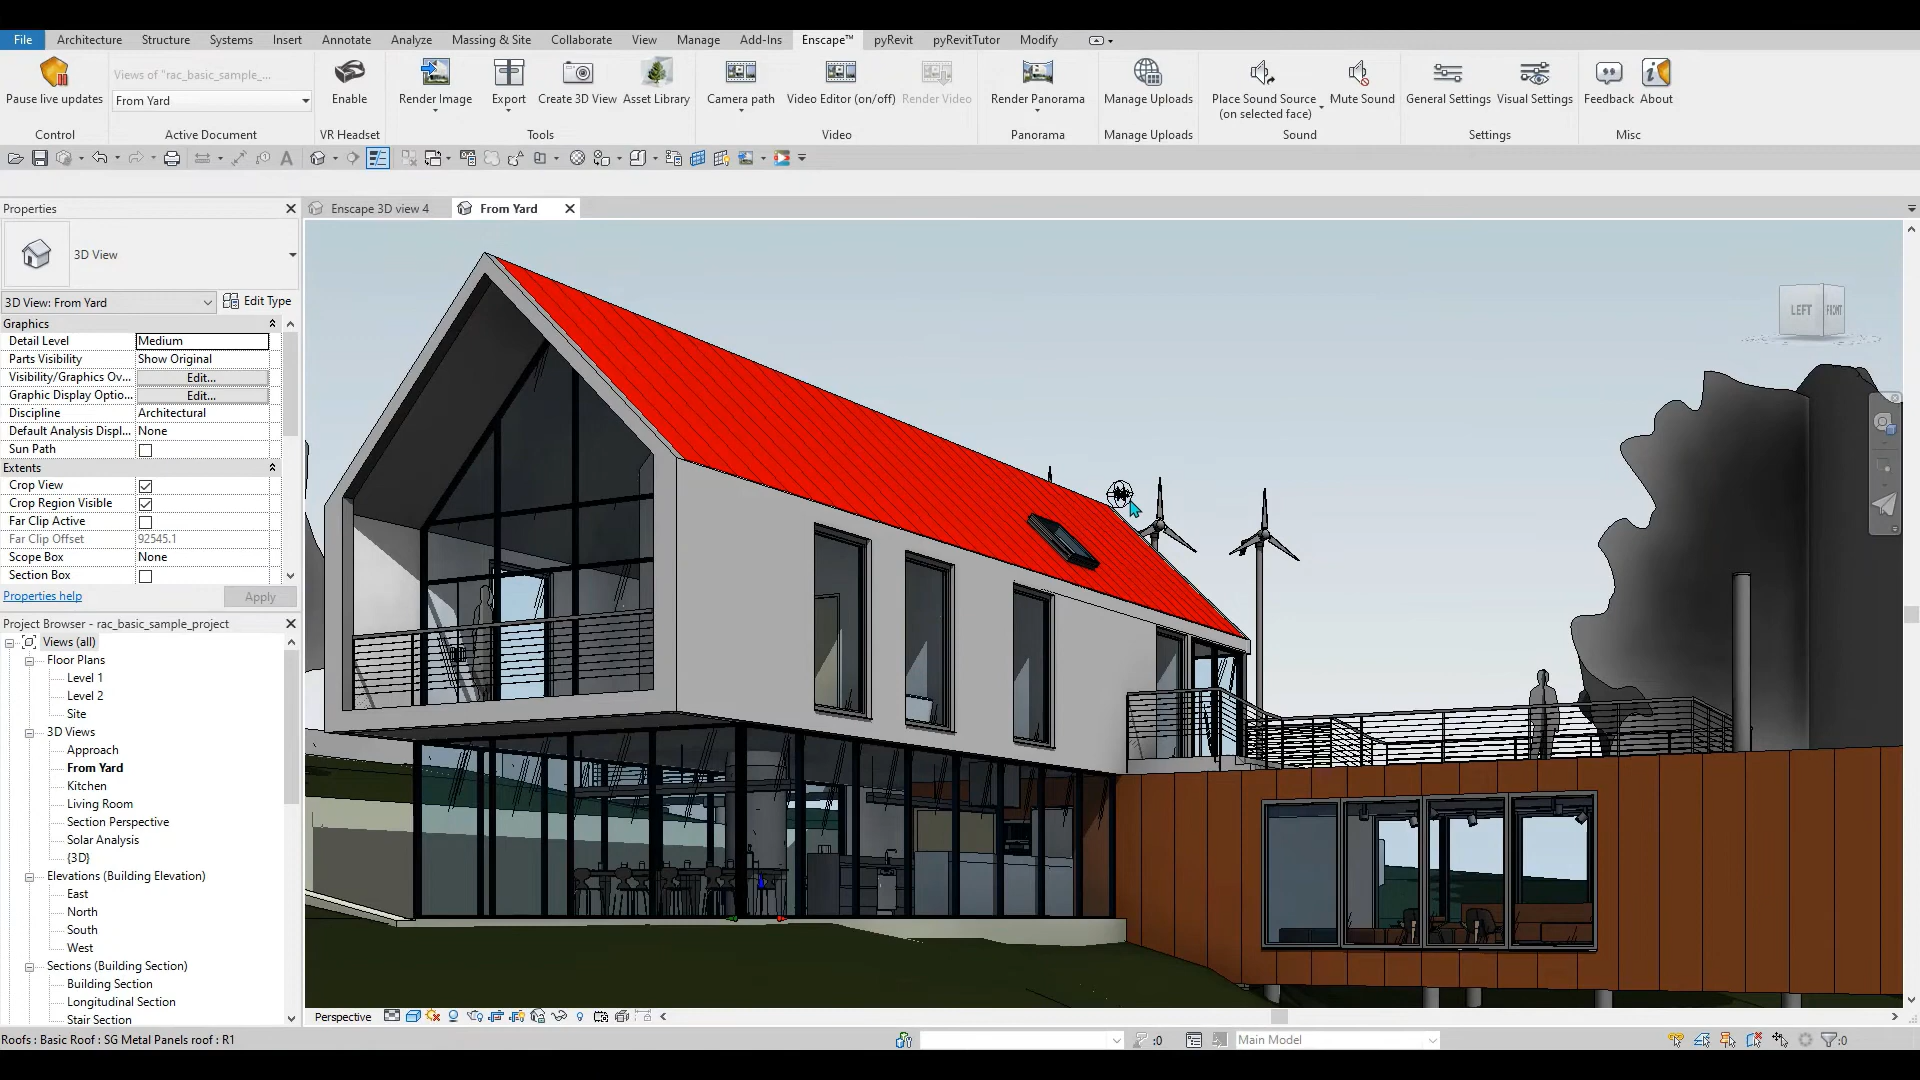 File Architecture Structure Systems Insert Annotate Analyze Massing & Site Collaborate View Manage Add-Ins Enscape™ pyRevit pyRevitTutor Modify
Views of "rac_basic_sample_...
Pause live updates From Yard Enable Render Image Export Create 3D View Asset Library Camera path Video Editor (on/off) Render Video Render Panorama Manage Uploads Place Sound Source Mute Sound General Settings Visual Settings Feedback About
(on selected face)
Control Active Document VR Headset Tools Video Panorama Manage Uploads Sound Settings Misc
Properties
Enscape 3D view 4 From Yard
3D View
3D View: From Yard Edit Type
Graphics
Detail Level Medium
Parts Visibility Show Original
Visibility/Graphics Ov... Edit...
Graphic Display Optio... Edit...
Discipline Architectural
Default Analysis Displ... None
Sun Path
Extents
Crop View
Crop Region Visible
Far Clip Active
Far Clip Offset 92545.1
Scope Box None
Section Box
Properties help Apply
LEFT FRONT
Project Browser - rac_basic_sample_project
Views (all)
Floor Plans
Level 1
Level 2
Site
3D Views
Approach
From Yard
Kitchen
Living Room
Section Perspective
Solar Analysis
{3D}
Elevations (Building Elevation)
East
North
South
West
Sections (Building Section)
Building Section
Longitudinal Section
Stair Section
Perspective
Roofs : Basic Roof : SG Metal Panels roof : R1
:0 Main Model :0